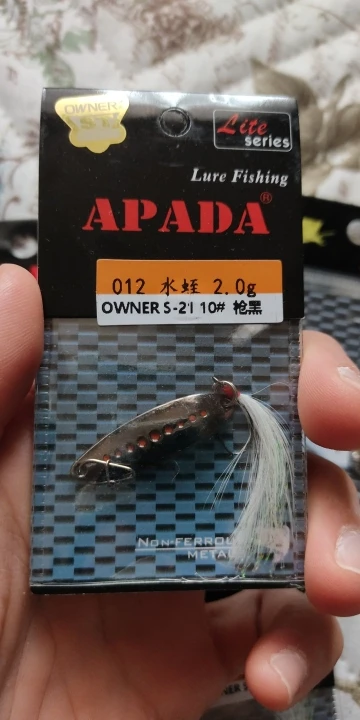 OWNER
Lite
series
Lure Fishing
APADA®
012 水蛭 2.0g
OWNER S-21 10# 枪黑
NON-FERROU
METAL